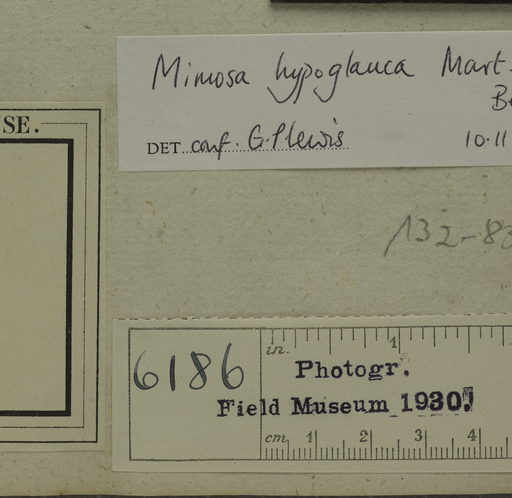 Mimosa hypoglauca Mart.
DET. conf. G.P. Lewis
10.11
SE.
132-83
6186
in.
1
Photogr.
Field Museum 1930.
cm 1 2 3 4